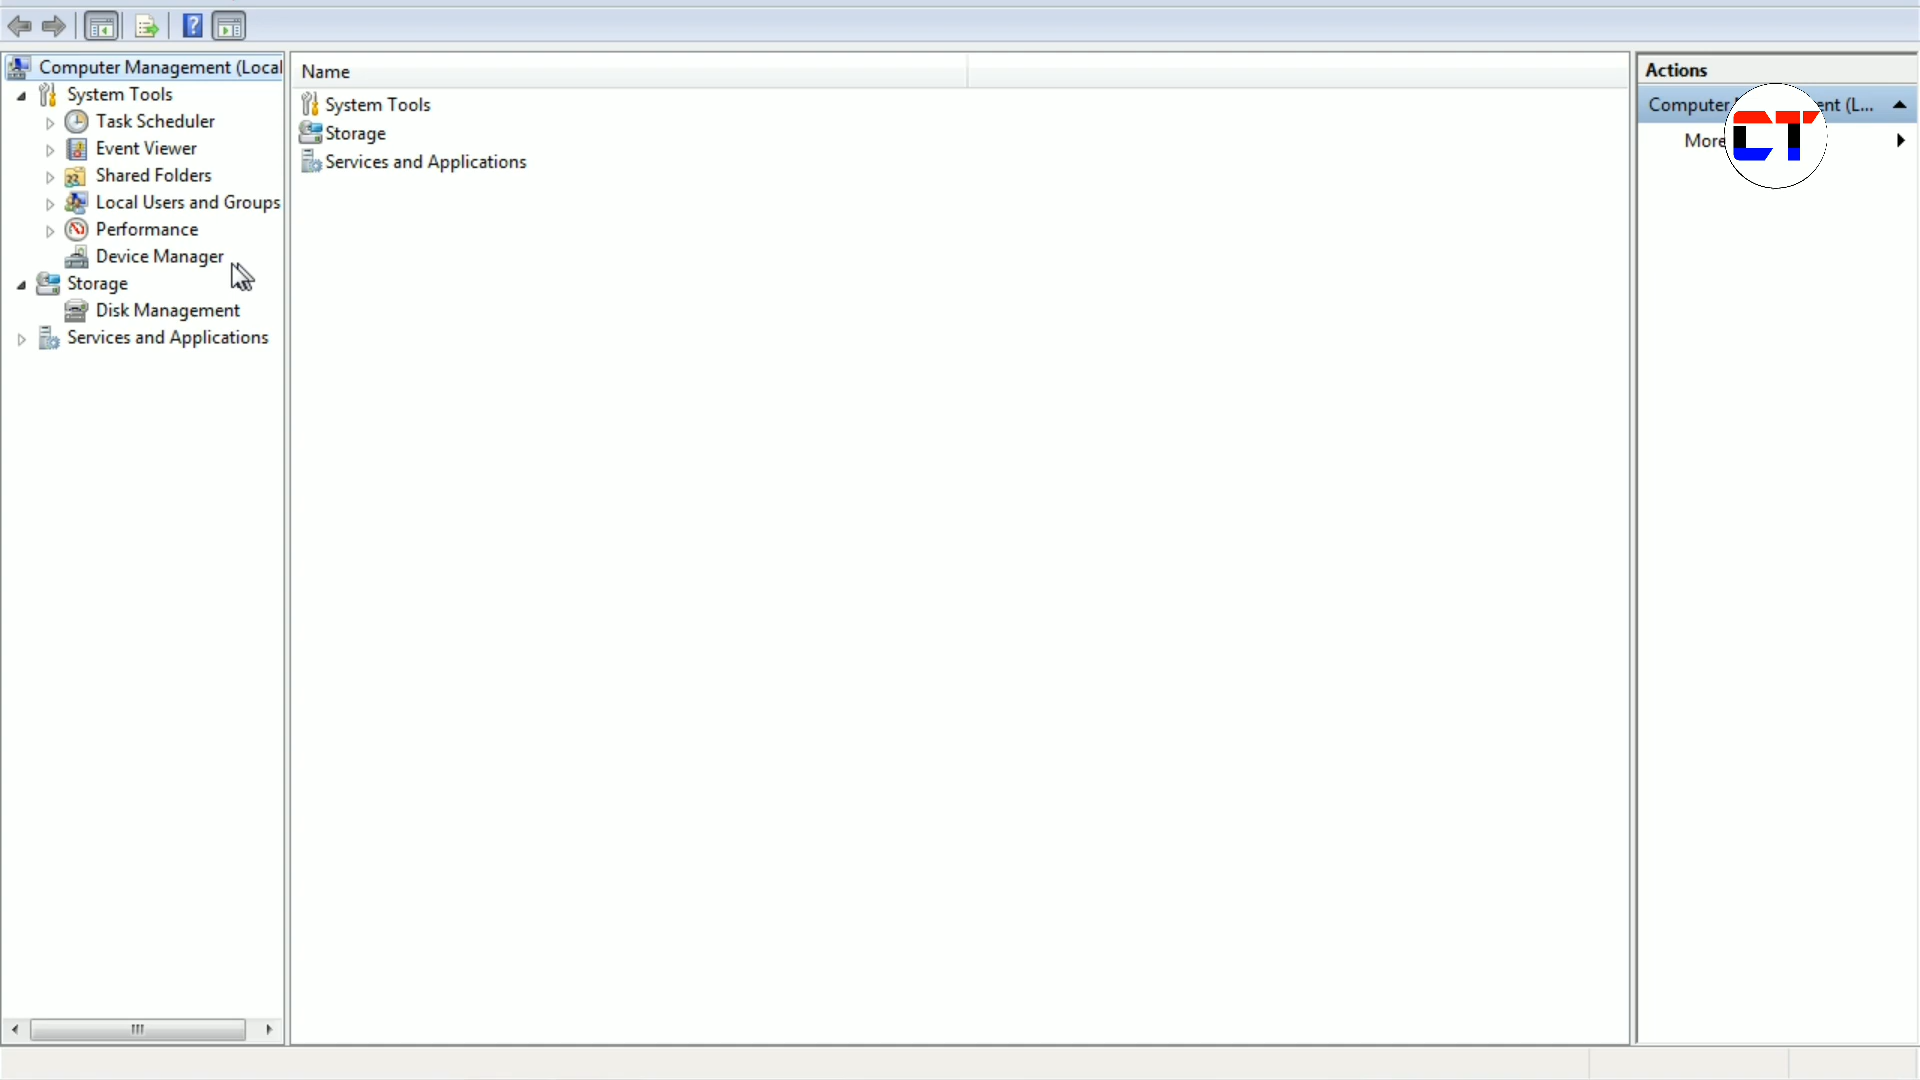 Computer Management (Local
System Tools
Task Scheduler
Event Viewer
Shared Folders
Local Users and Groups
Performance
Device Manager
Storage
Disk Management
Services and Applications
Name
System Tools
Storage
Services and Applications
Actions
Computer ent (L...
More
CT